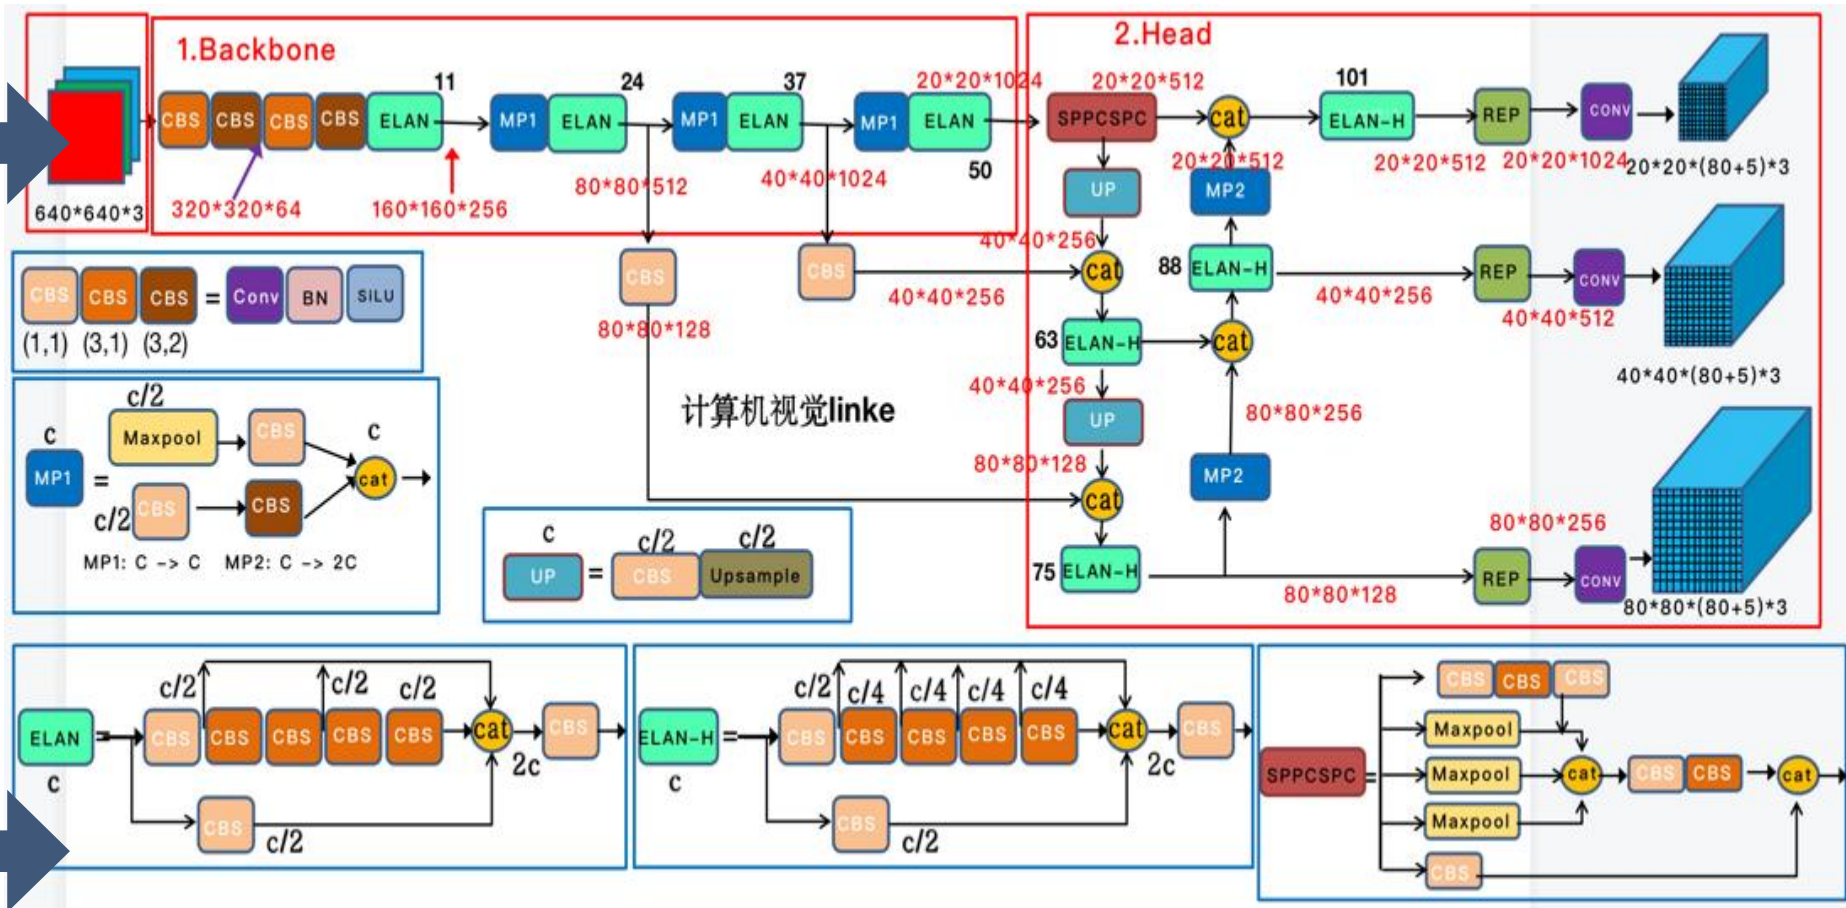 1.Backbone
2.Head
640*640*3
CBS CBS CBS CBS ELAN
11
MP1 ELAN
24
MP1 ELAN
37
MP1 ELAN
50
20*20*1024
320*320*64
160*160*256
80*80*512
40*40*1024
CBS
80*80*128
CBS
40*40*256
SPPCSPC
20*20*512
cat
101
ELAN-H
20*20*512
REP
20*20*1024
CONV
20*20*(80+5)*3
UP
20*20*512
MP2
40*40*256
cat
88 ELAN-H
40*40*256
REP
40*40*512
CONV
40*40*(80+5)*3
63 ELAN-H
cat
40*40*256
UP
80*80*256
80*80*128
MP2
cat
75 ELAN-H
80*80*128
REP
80*80*256
CONV
80*80*(80+5)*3
计算机视觉linke
CBS CBS CBS = Conv BN SiLU
(1,1) (3,1) (3,2)
c/2
c
Maxpool CBS
c
MP1 =
cat
c/2 CBS CBS
MP1: C -> C MP2: C -> 2C
c c/2 c/2
UP = CBS Upsample
c/2 c/2 c/2
ELAN = CBS CBS CBS CBS CBS cat CBS
c
2c
CBS
c/2
c/2 c/4 c/4 c/4 c/4
ELAN-H = CBS CBS CBS CBS CBS cat CBS
c
2c
CBS
c/2
CBS CBS CBS
Maxpool
SPPCSPC = Maxpool cat CBS CBS cat
Maxpool
CBS